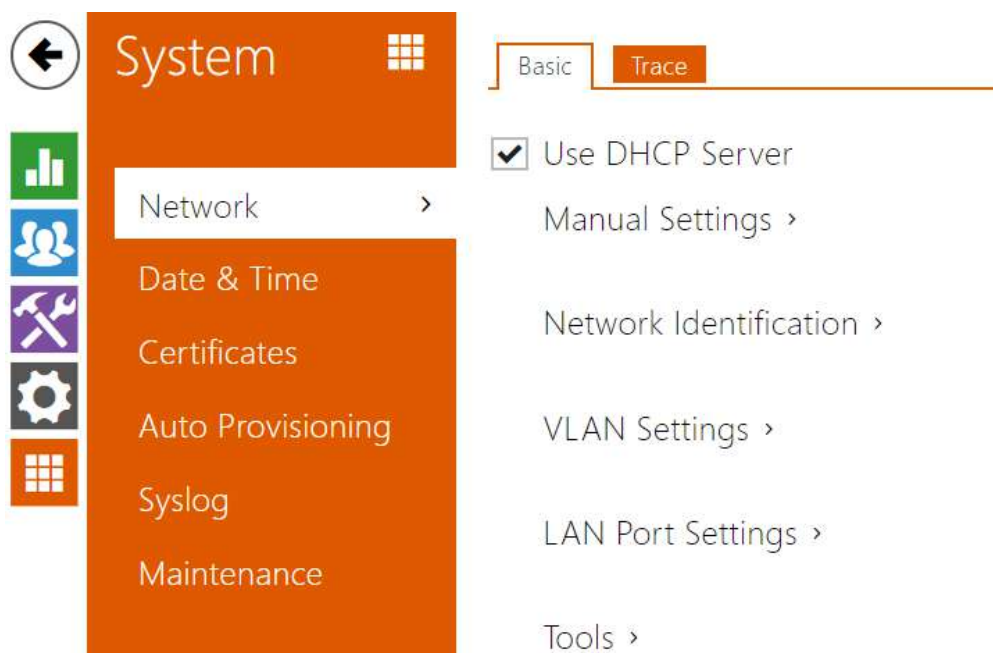 System
Network
Date & Time
Certificates
Auto Provisioning
Syslog
Maintenance
Basic
Trace
Use DHCP Server
Manual Settings ›
Network Identification ›
VLAN Settings ›
LAN Port Settings ›
Tools ›